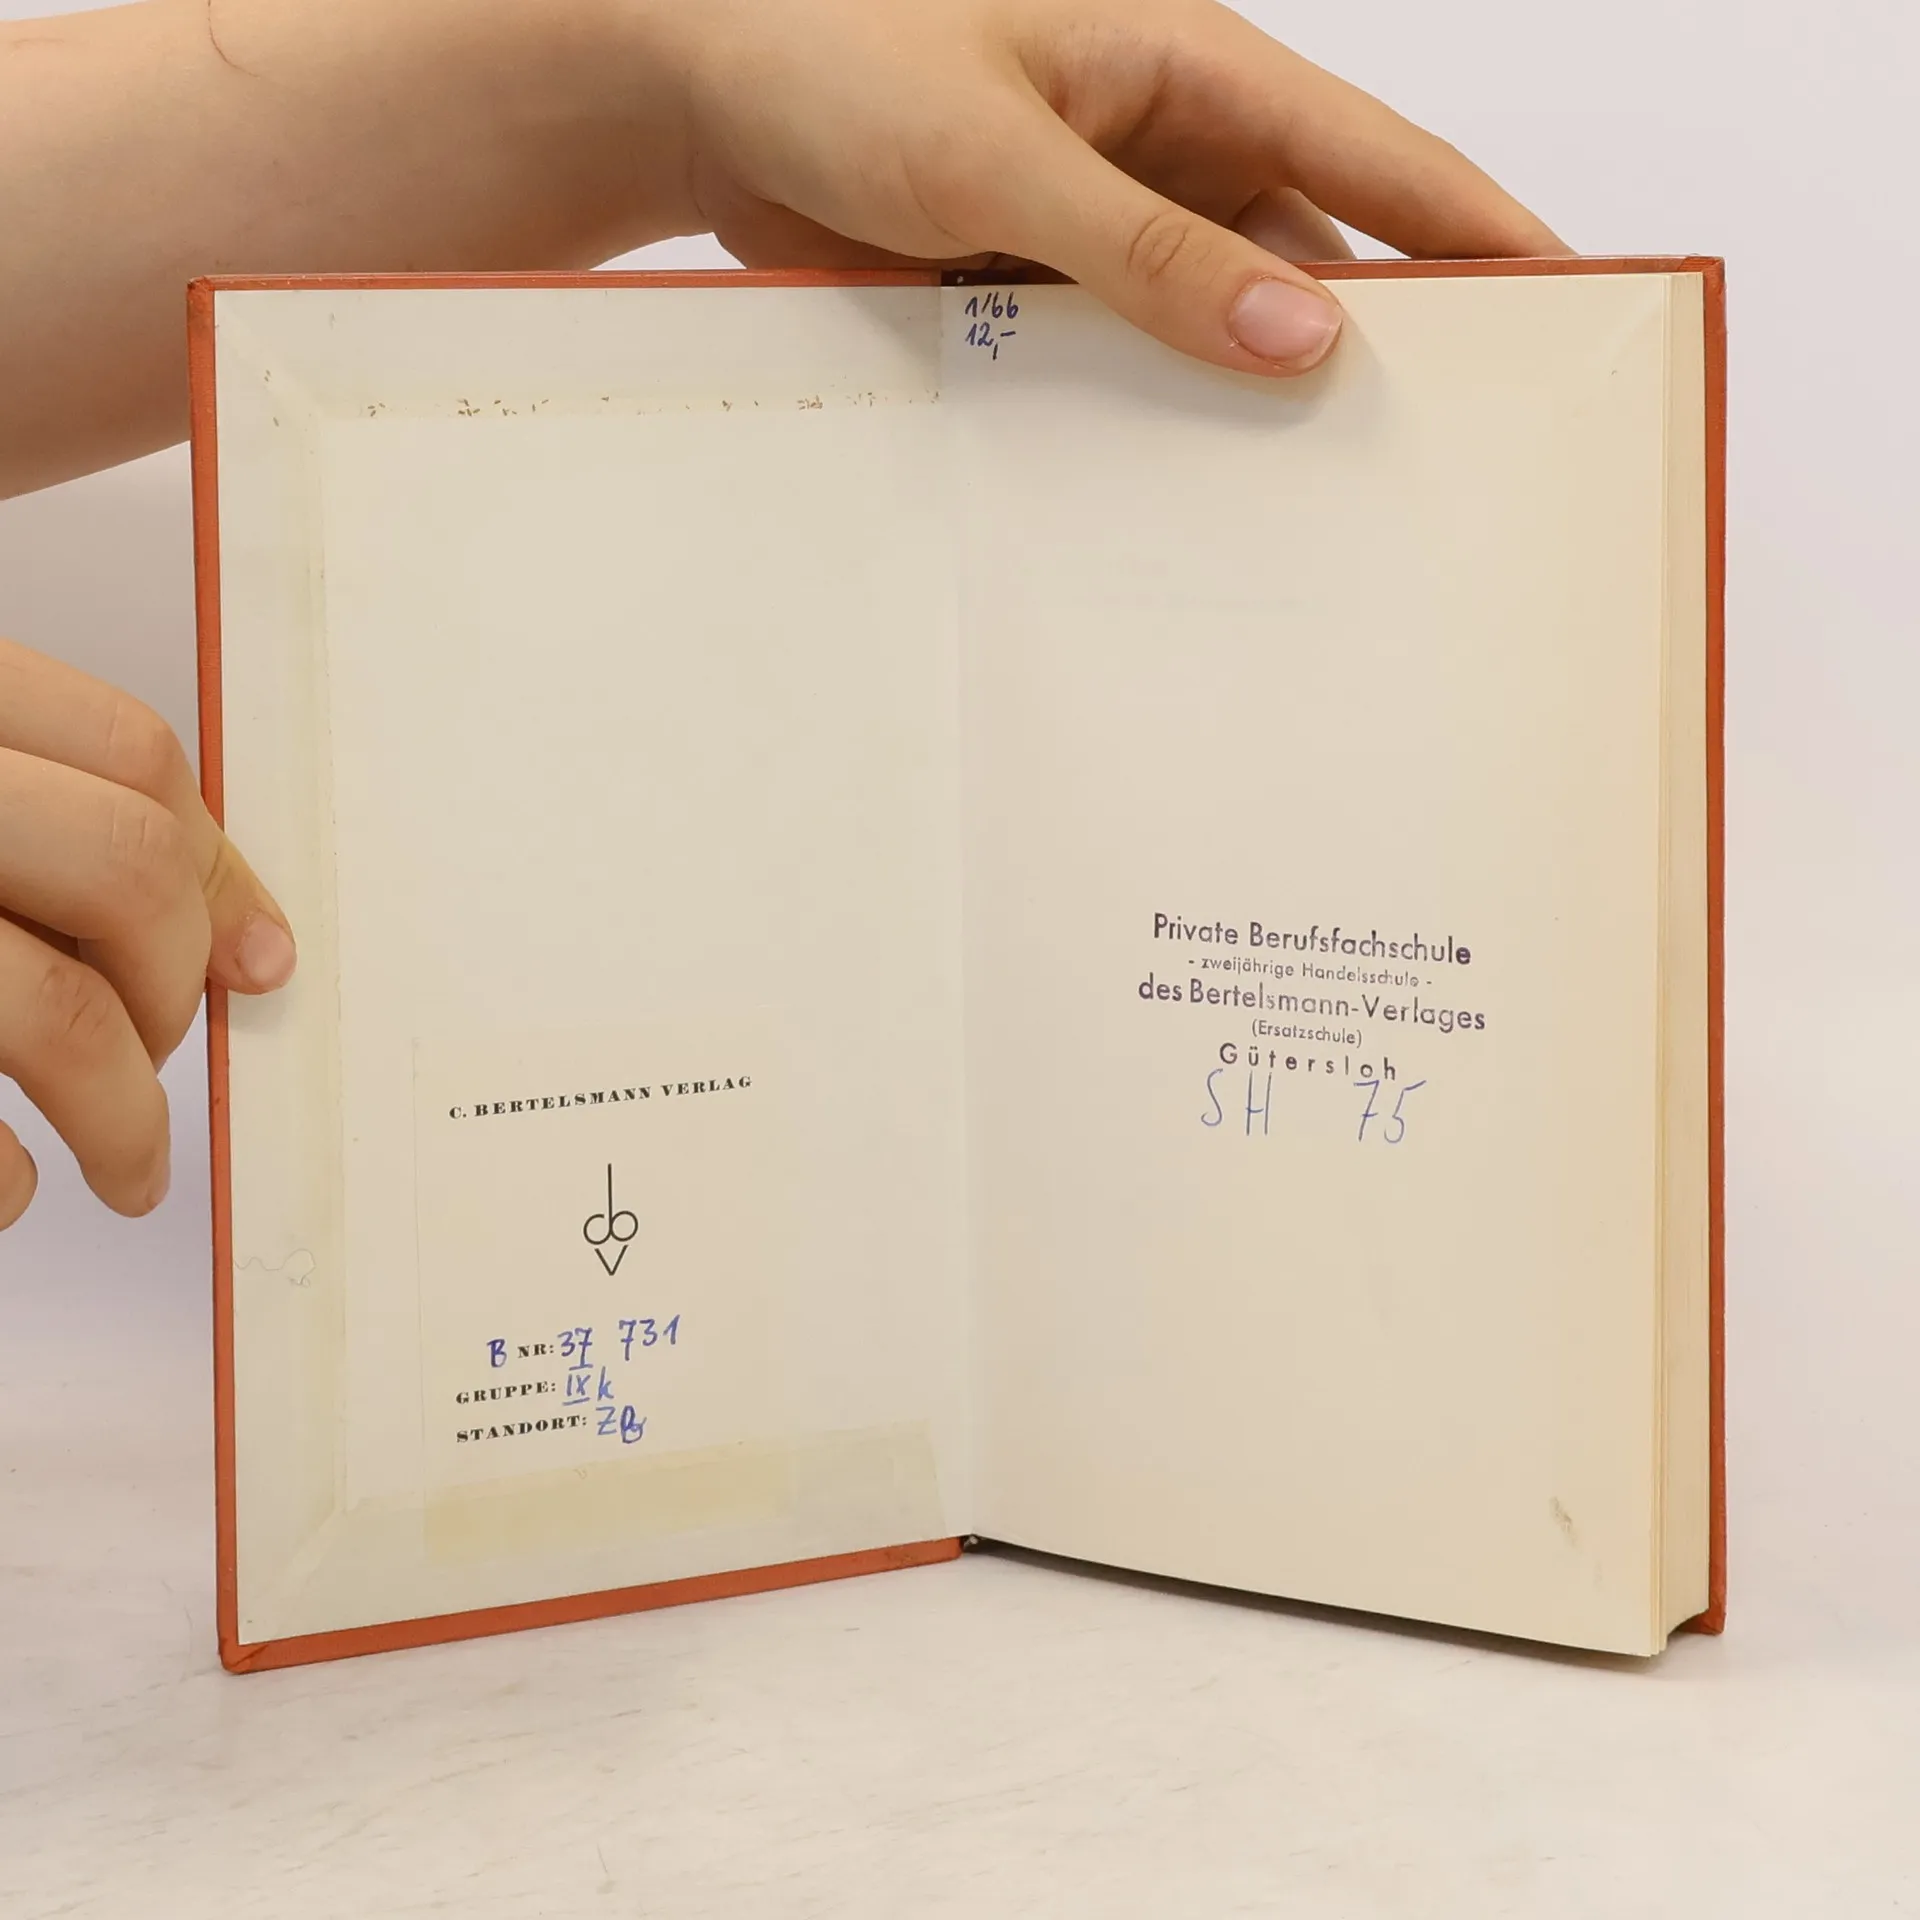 1/66
12,-
C. BERTELSMANN VERLAG
cbv
B NR: 37 731
GRUPPE: IX k
STANDORT: ZB
Private Berufsfachschule
- zweijährige Handelsschule -
des Bertelsmann-Verlages
(Ersatzschule)
Gütersloh
SH 75